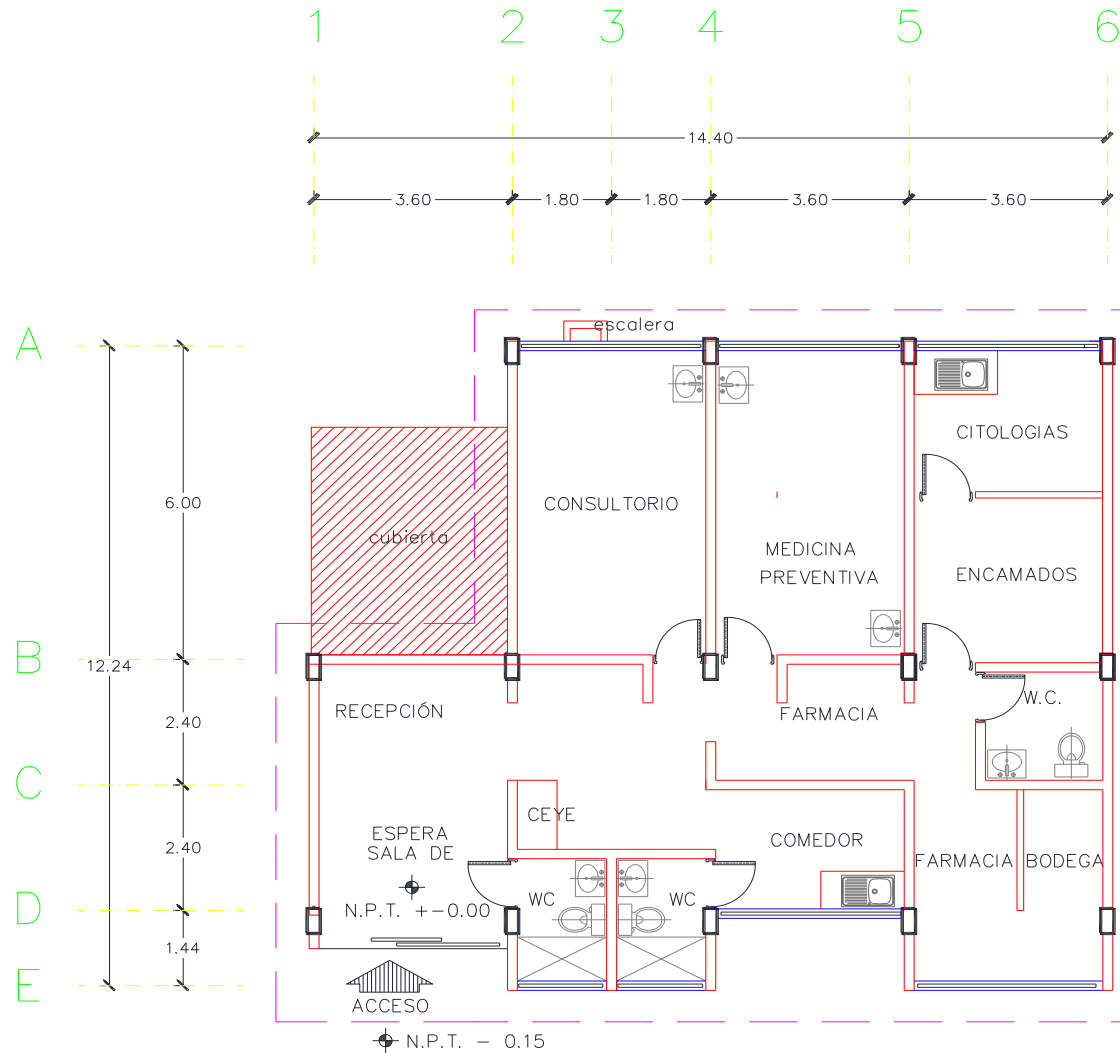 1 2 3 4 5 6
14.40
3.60 1.80 1.80 3.60 3.60
A
escalera
CITOLOGIAS
6.00
CONSULTORIO
cubierta
MEDICINA
PREVENTIVA
ENCAMADOS
B
12.24
W.C.
RECEPCIÓN
FARMACIA
2.40
C
CEYE
ESPERA
SALA DE
COMEDOR
2.40
FARMACIA
BODEGA
WC
WC
D
N.P.T. +-0.00
1.44
E
ACCESO
N.P.T. - 0.15